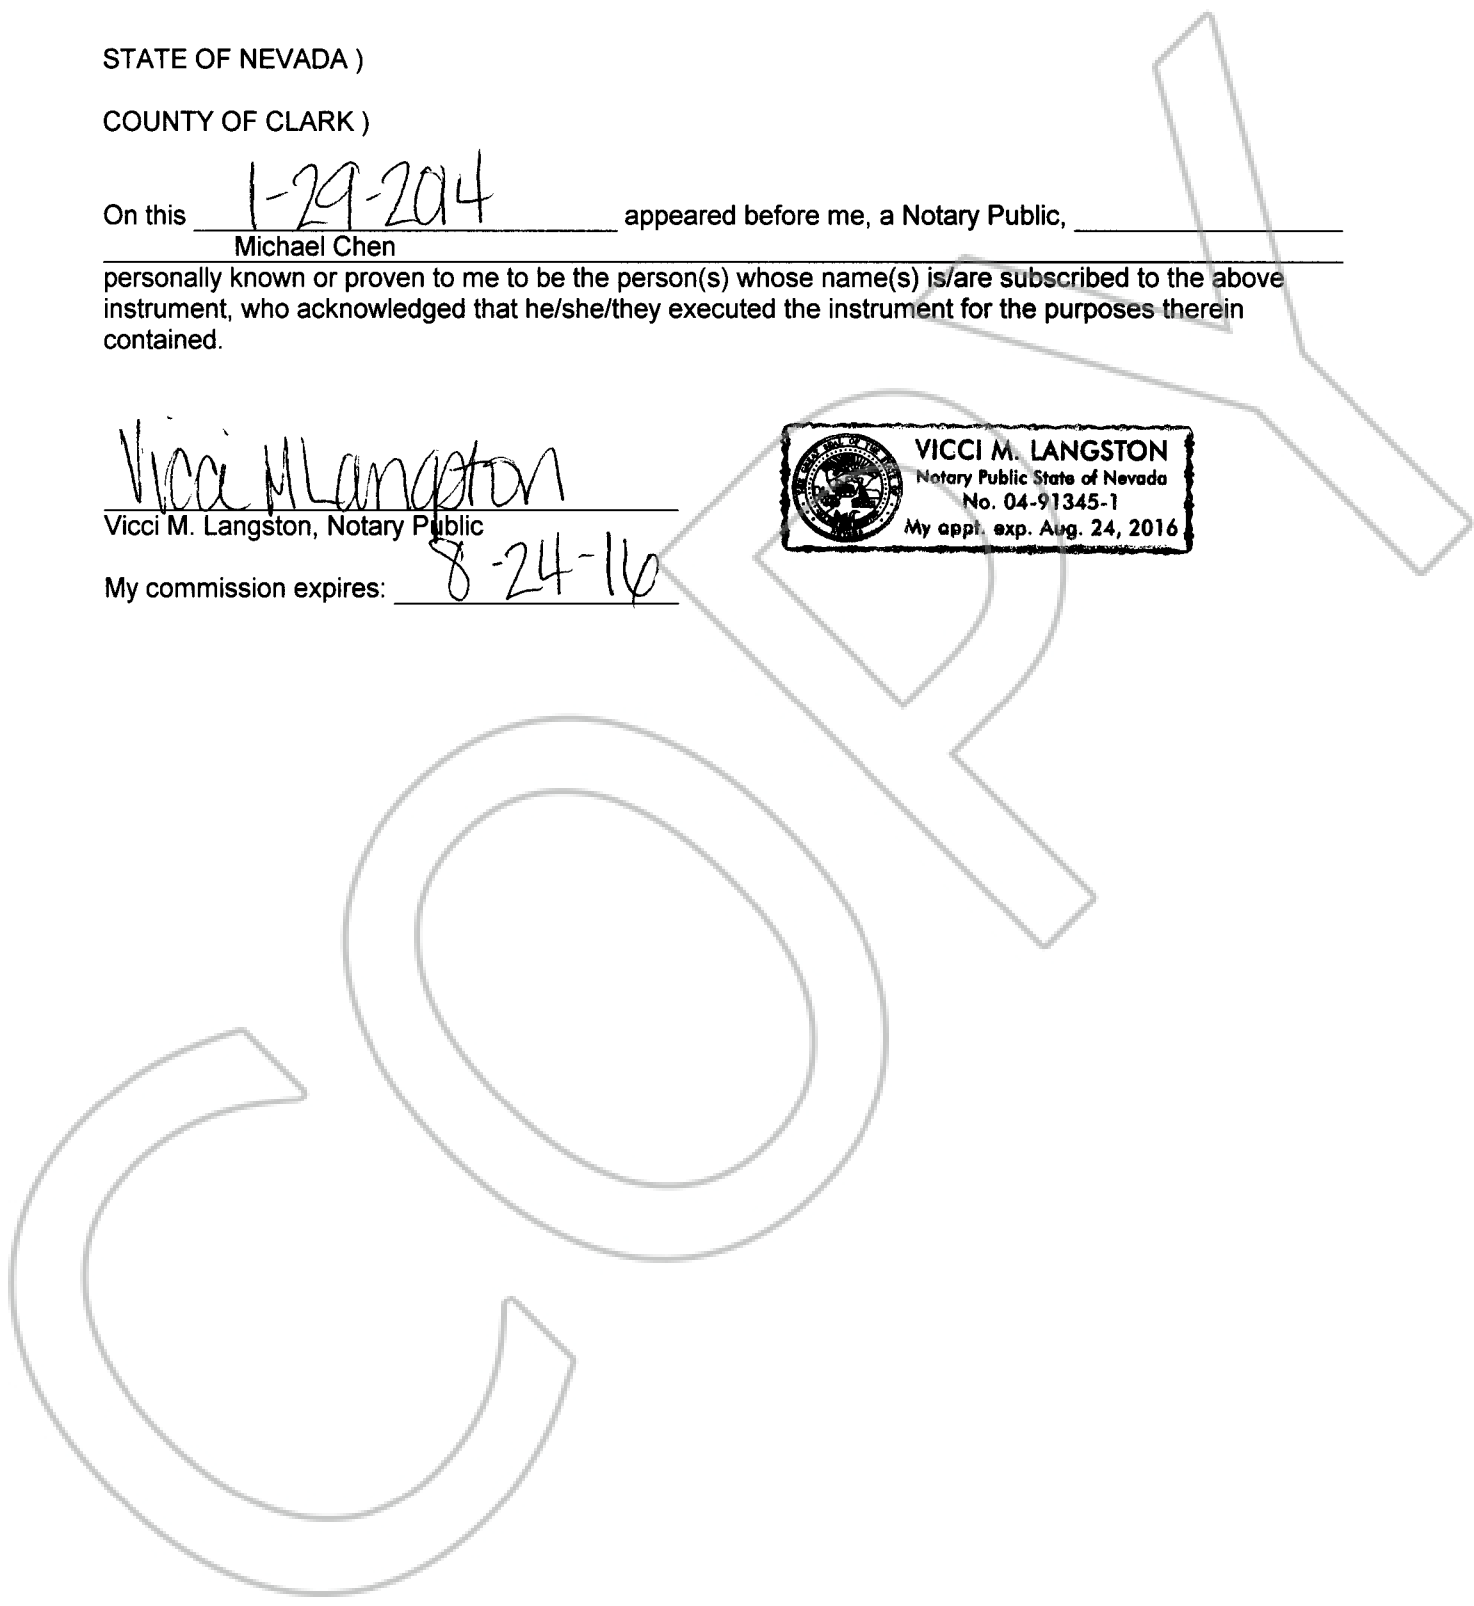 STATE OF NEVADA )
COUNTY OF CLARK )
On this 1-29-2014 appeared before me, a Notary Public,
Michael Chen
personally known or proven to me to be the person(s) whose name(s) is/are subscribed to the above
instrument, who acknowledged that he/she/they executed the instrument for the purposes therein
contained.
Vicci M Langston
Vicci M. Langston, Notary Public
My commission expires: 8-24-16
VICCI M. LANGSTON
Notary Public State of Nevada
No. 04-91345-1
My appt. exp. Aug. 24, 2016
COPY